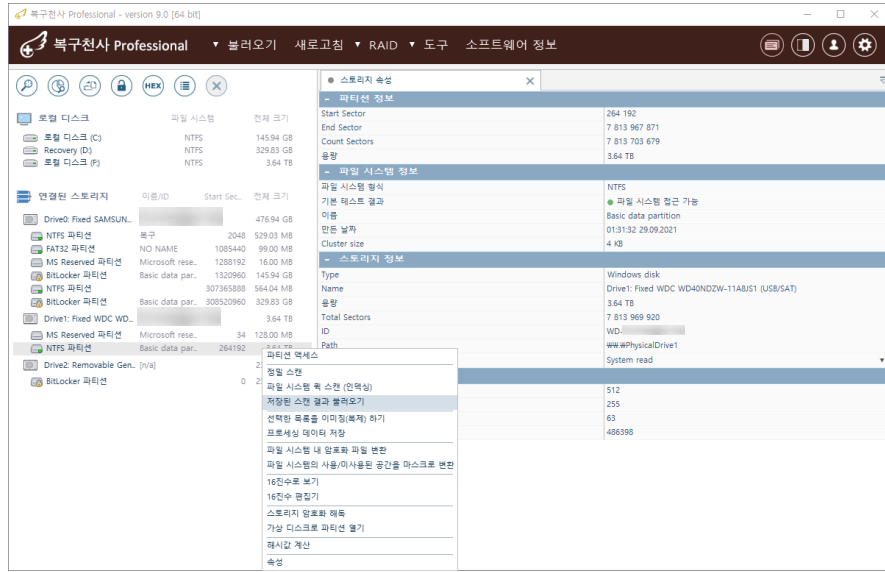 복구천사 Professional - version 9.0 [64 bit]
복구천사 Professional ▼ 불러오기 새로고침 ▼ RAID ▼ 도구 소프트웨어 정보
HEX
스토리지 속성
로컬 디스크 파일 시스템 전체 크기
로컬 디스크 (C:) NTFS 145.94 GB
Recovery (D:) NTFS 329.83 GB
로컬 디스크 (F:) NTFS 3.64 TB
연결된 스토리지 이름/ID Start Sec... 전체 크기
Drive0: Fixed SAMSUN... 476.94 GB
NTFS 파티션 복구 2048 529.03 MB
FAT32 파티션 NO NAME 1085440 99.00 MB
MS Reserved 파티션 Microsoft rese... 1288192 16.00 MB
BitLocker 파티션 Basic data par... 1320960 145.94 GB
NTFS 파티션 307365888 564.04 MB
BitLocker 파티션 Basic data par... 308520960 329.83 GB
Drive1: Fixed WDC WD... 3.64 TB
MS Reserved 파티션 Microsoft rese... 34 128.00 MB
NTFS 파티션 Basic data par... 264192 3.64 TB
Drive2: Removable Gen... [n/a]
BitLocker 파티션 0
파티션 액세스
정밀 스캔
파일 시스템 퀵 스캔 (인덱싱)
저장된 스캔 결과 불러오기
선택한 목록을 이미징(복제) 하기
프로세싱 데이터 저장
파일 시스템 내 암호화 파일 변환
파일 시스템의 사용/미사용된 공간을 마스크로 변환
16진수로 보기
16진수 편집기
스토리지 암호화 해독
가상 디스크로 파티션 열기
해시값 계산
속성
- 파티션 정보
Start Sector 264 192
End Sector 7 813 967 871
Count Sectors 7 813 703 679
용량 3.64 TB
- 파일 시스템 정보
파일 시스템 형식 NTFS
기본 테스트 결과 파일 시스템 접근 가능
이름 Basic data partition
만든 날짜 01:31:32 29.09.2021
Cluster size 4 KB
- 스토리지 정보
Type Windows disk
Name Drive1: Fixed WDC WD40NDZW-11A8JS1 (USB/SAT)
용량 3.64 TB
Total Sectors 7 813 969 920
ID WD-
Path ₩₩.₩PhysicalDrive1
System read
512
255
63
486398